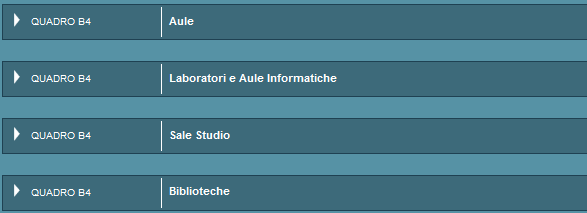 QUADRO B4 Aule
QUADRO B4 Laboratori e Aule Informatiche
QUADRO B4 Sale Studio
QUADRO B4 Biblioteche